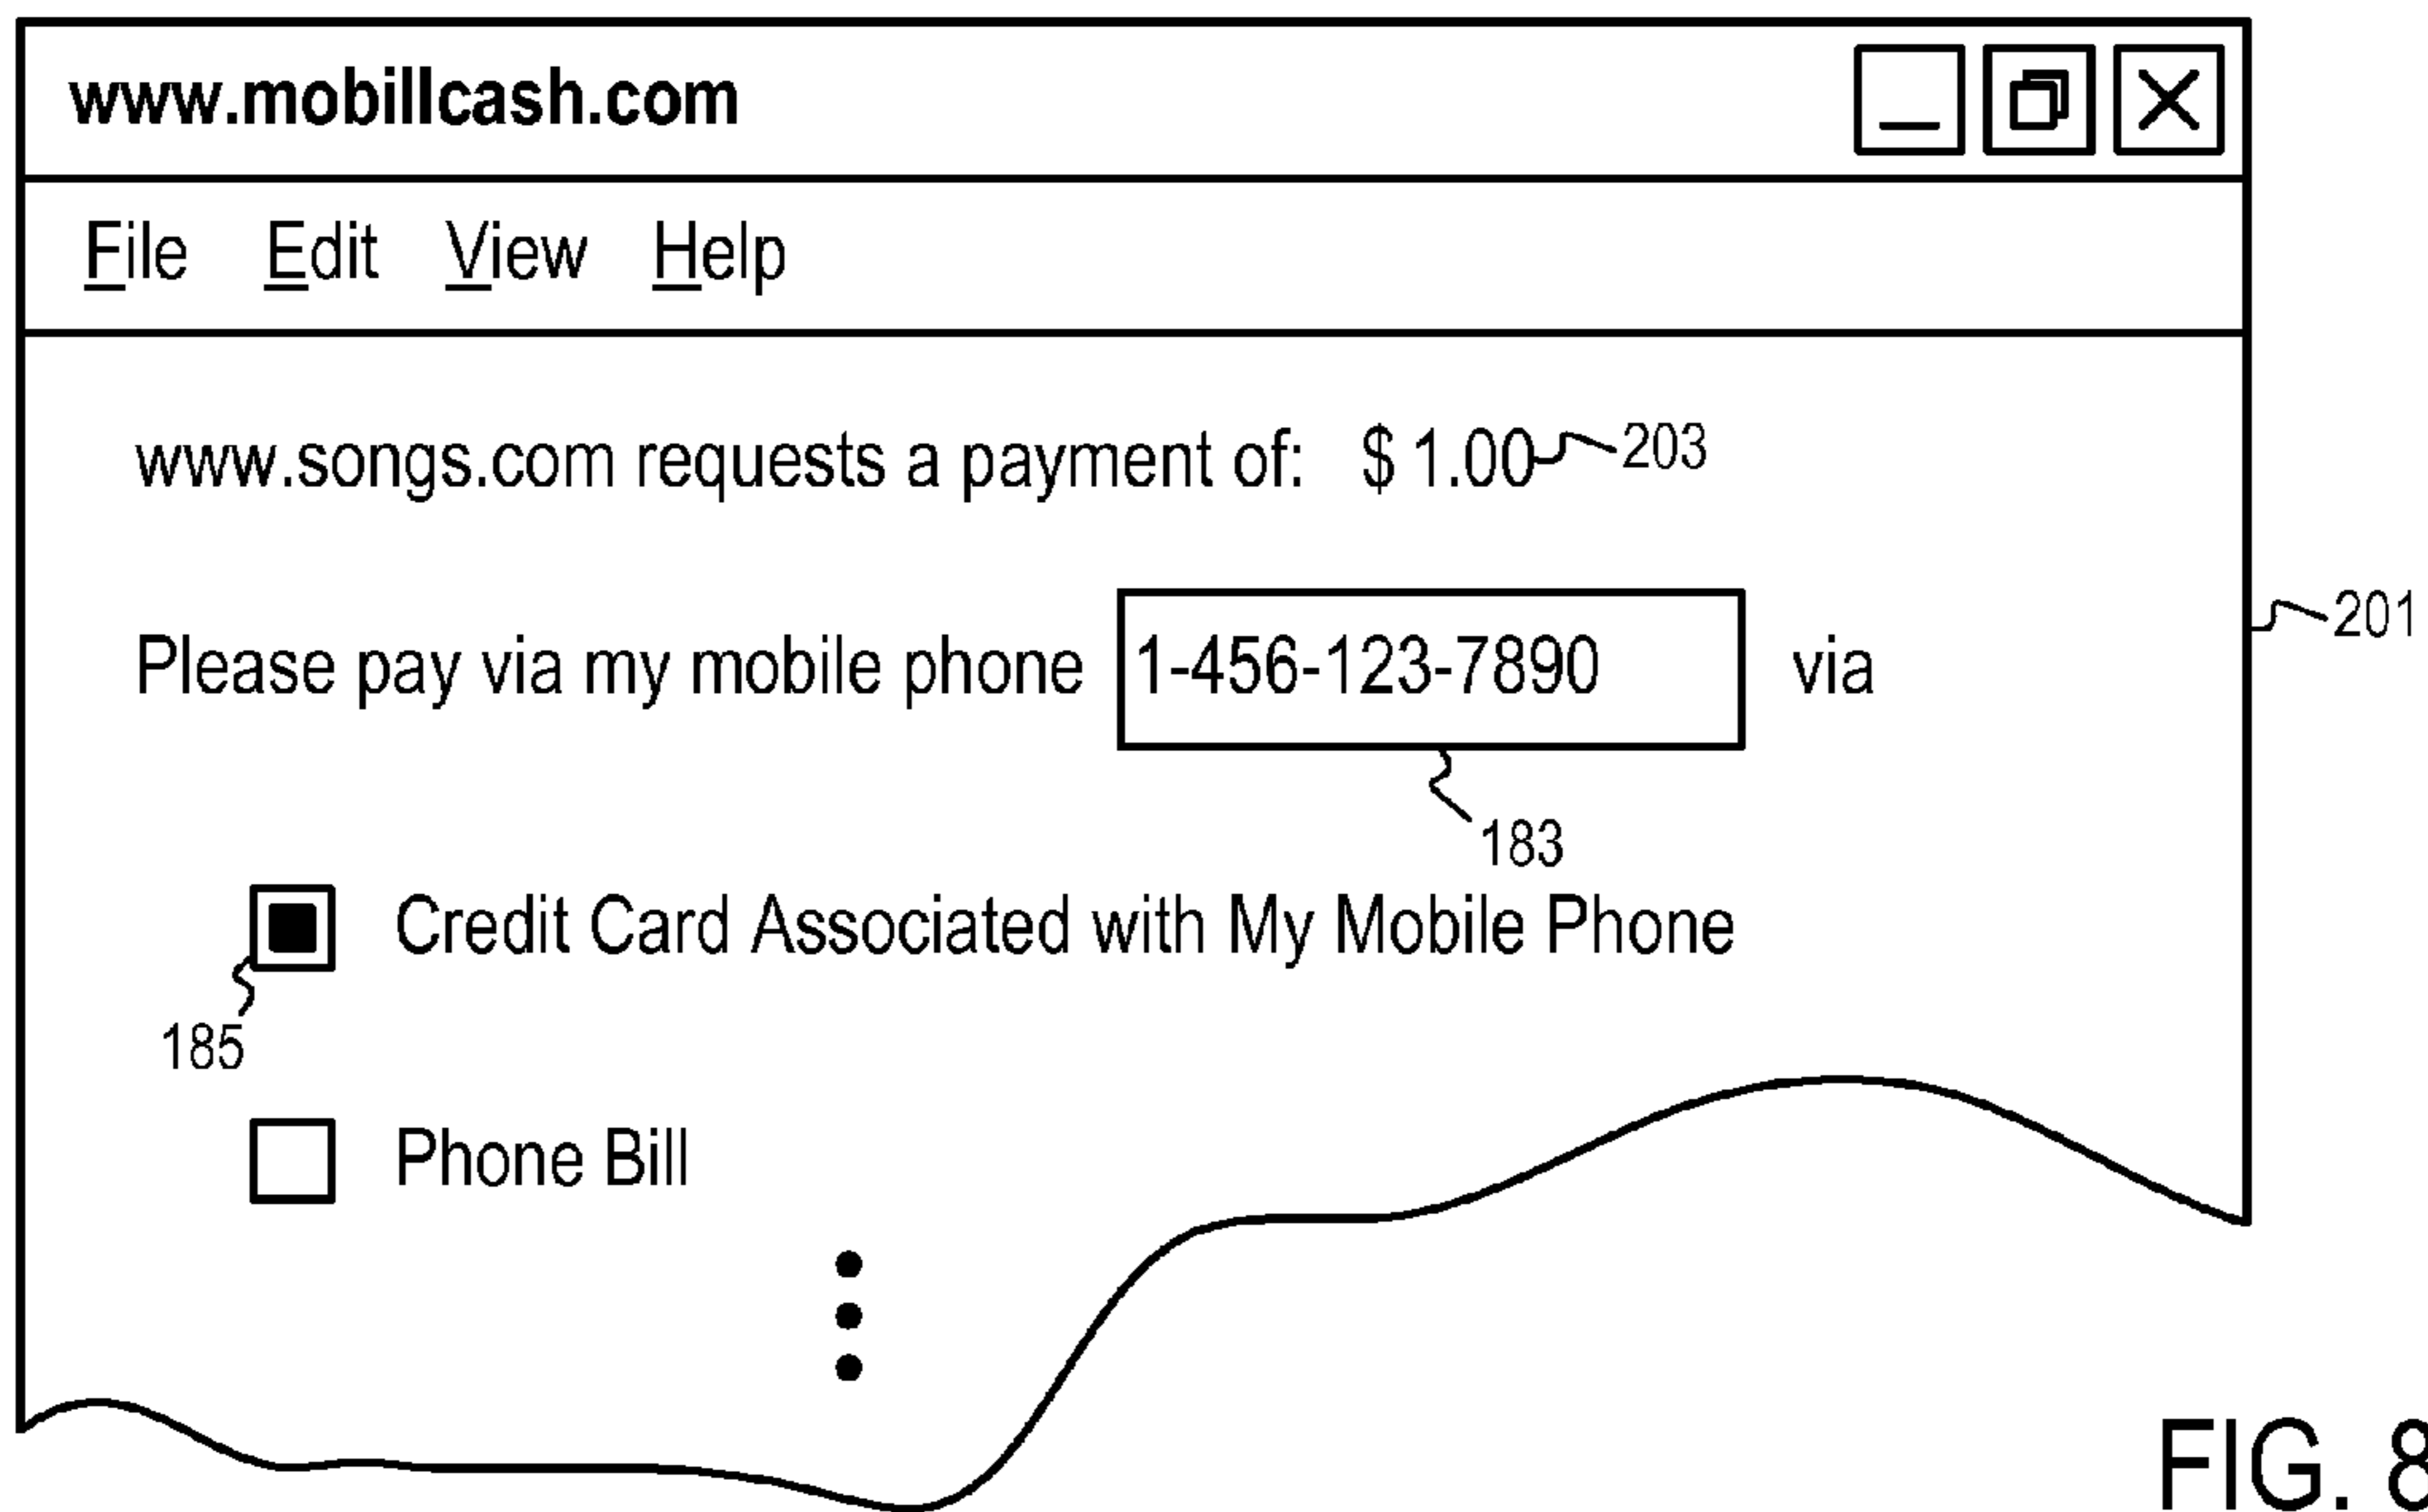 www.mobillcash.com
File Edit View Help
www.songs.com requests a payment of: $ 1.00 203
201
Please pay via my mobile phone 1-456-123-7890 via
183
Credit Card Associated with My Mobile Phone
185
Phone Bill
FIG. 8